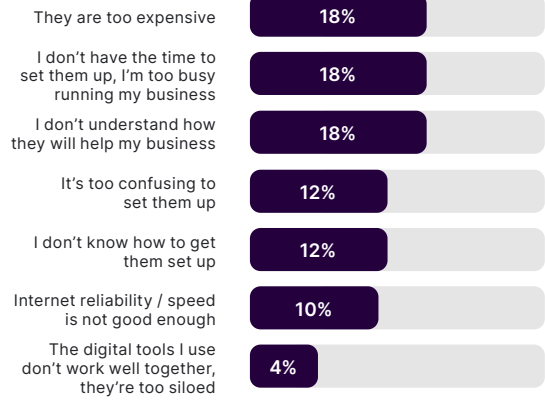 They are too expensive
18%
I don’t have the time to
set them up, I’m too busy
running my business
18%
I don’t understand how
they will help my business
18%
It’s too confusing to
set them up
12%
I don’t know how to get
them set up
12%
Internet reliability / speed
is not good enough
10%
The digital tools I use
don’t work well together,
they’re too siloed
4%